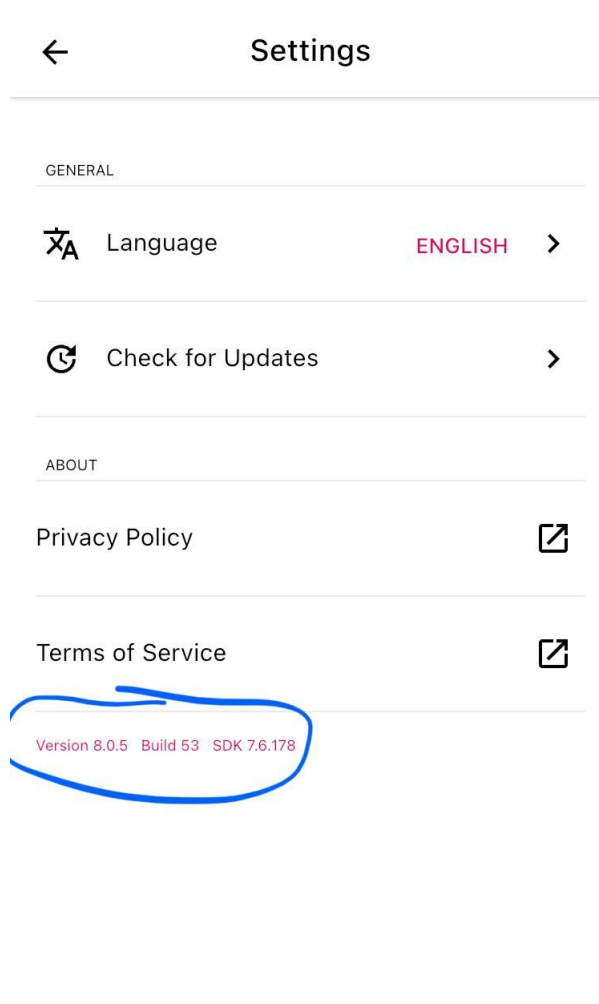 Settings
GENERAL
Language ENGLISH
Check for Updates
ABOUT
Privacy Policy
Terms of Service
Version 8.0.5 Build 53 SDK 7.6.178